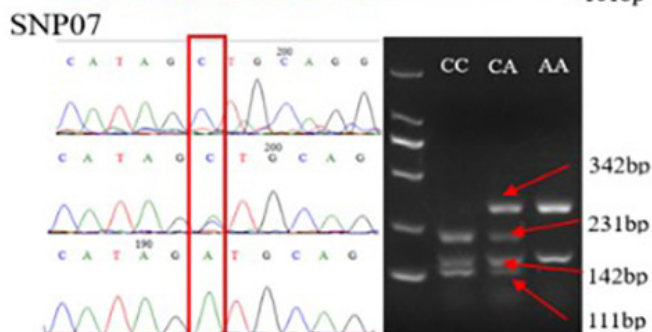 SNP07
200
C A T A G C T G C A G G
CC CA AA
200
C A T A G C T G C A G
342bp
231bp
190
C A T A G A T G C A G
142bp
111bp